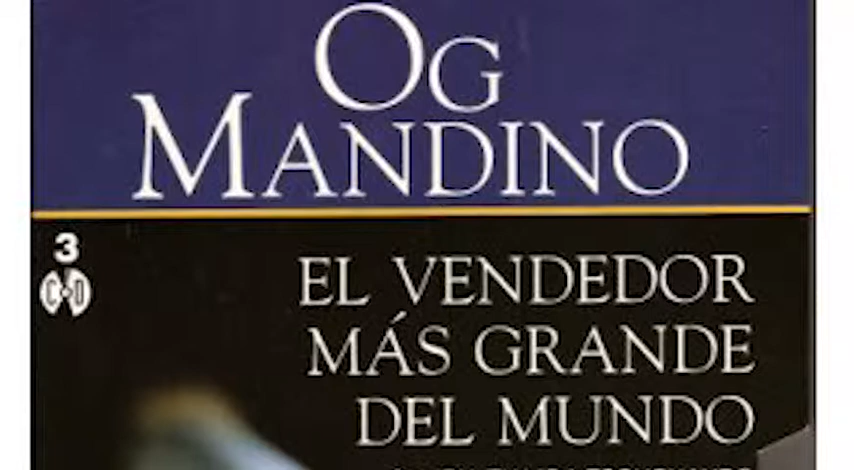 OG
MANDINO
3
CD
EL VENDEDOR
MÁS GRANDE
DEL MUNDO